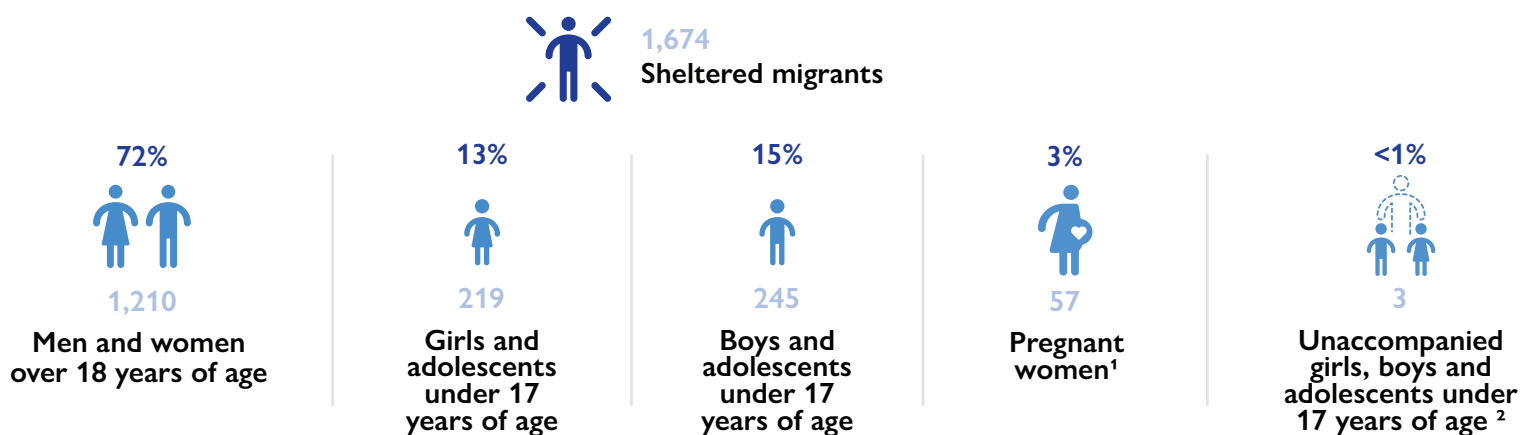 1,674
Sheltered migrants
72%
1,210
Men and women
over 18 years of age
13%
219
Girls and
adolescents
under 17
years of age
15%
245
Boys and
adolescents
under 17
years of age
3%
57
Pregnant
women¹
<1%
3
Unaccompanied
girls, boys and
adolescents under
17 years of age ²